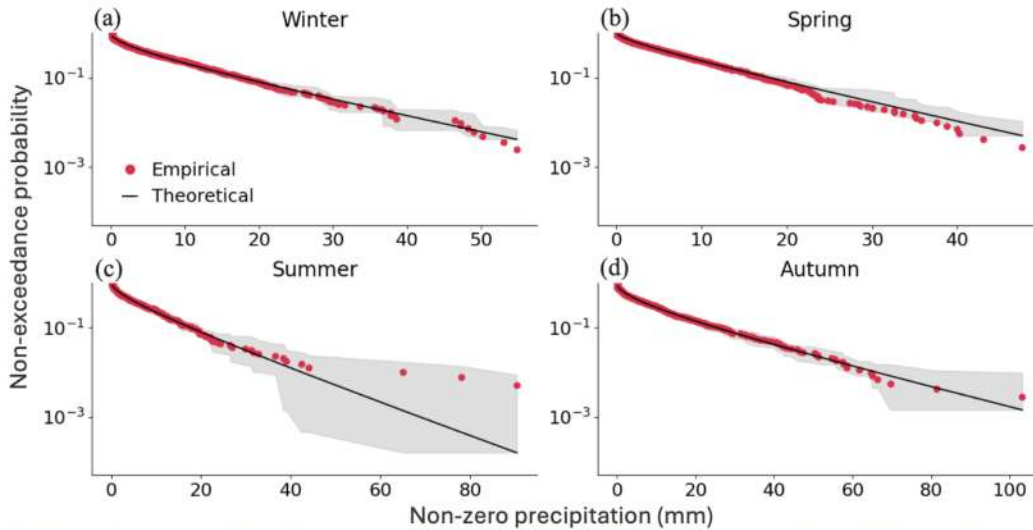 (a) Winter
(b) Spring
10⁻¹
10⁻³
Empirical
Theoretical
0 10 20 30 40 50
10⁻¹
10⁻³
0 10 20 30 40
(c) Summer
(d) Autumn
10⁻¹
10⁻³
0 20 40 60 80
10⁻¹
10⁻³
0 20 40 60 80 100
Non-exceedance probability
Non-zero precipitation (mm)